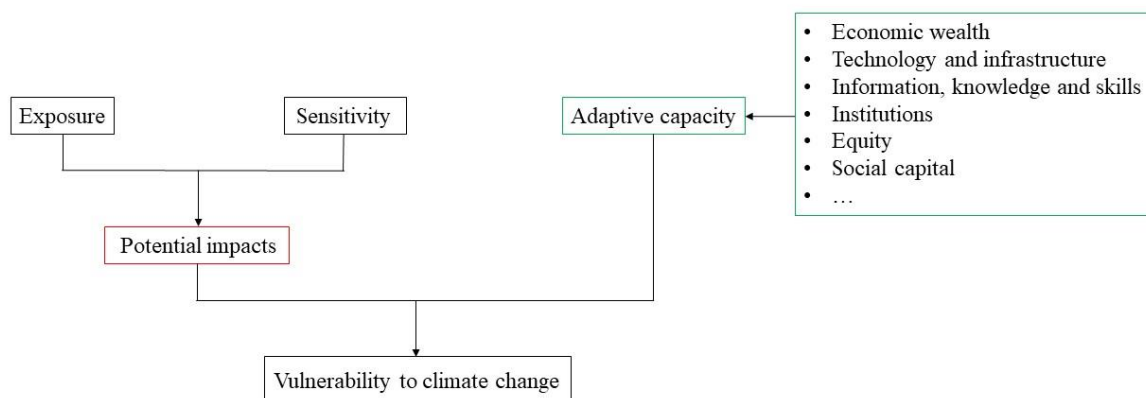 • Economic wealth
• Technology and infrastructure
• Information, knowledge and skills
• Institutions
• Equity
• Social capital
• …
Exposure
Sensitivity
Adaptive capacity
Potential impacts
Vulnerability to climate change